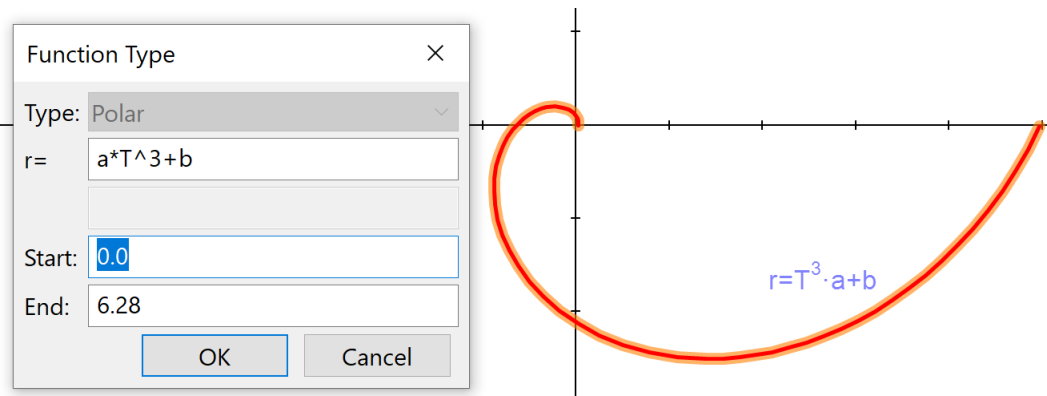 Function Type
Type: Polar
r= a*T^3+b
Start: 0.0
End: 6.28
OK Cancel
r=T³·a+b